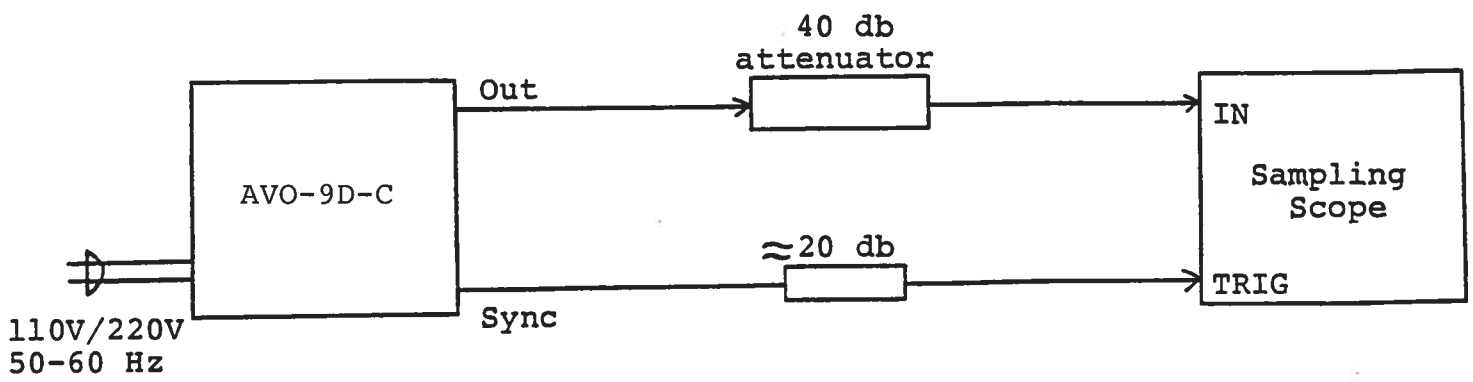 40 db
attenuator
Out
IN
AVO-9D-C
Sampling
Scope
≈20 db
TRIG
Sync
110V/220V
50-60 Hz